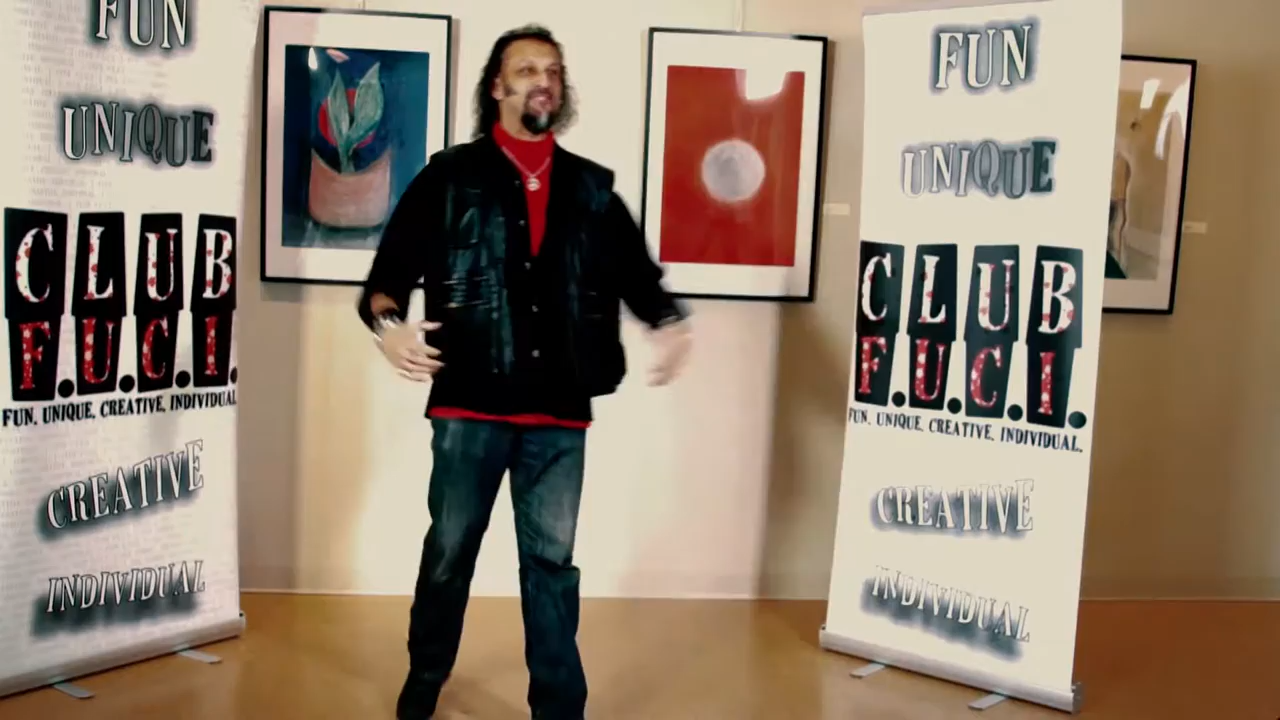 FUN
UNIQUE
CLUB
F.U.C.I.
FUN. UNIQUE, CREATIVE, INDIVIDUAL
CREATIVE
INDIVIDUAL
FUN
UNIQUE
CLUB
F.U.C.I.
FUN. UNIQUE, CREATIVE, INDIVIDUAL.
CREATIVE
INDIVIDUAL